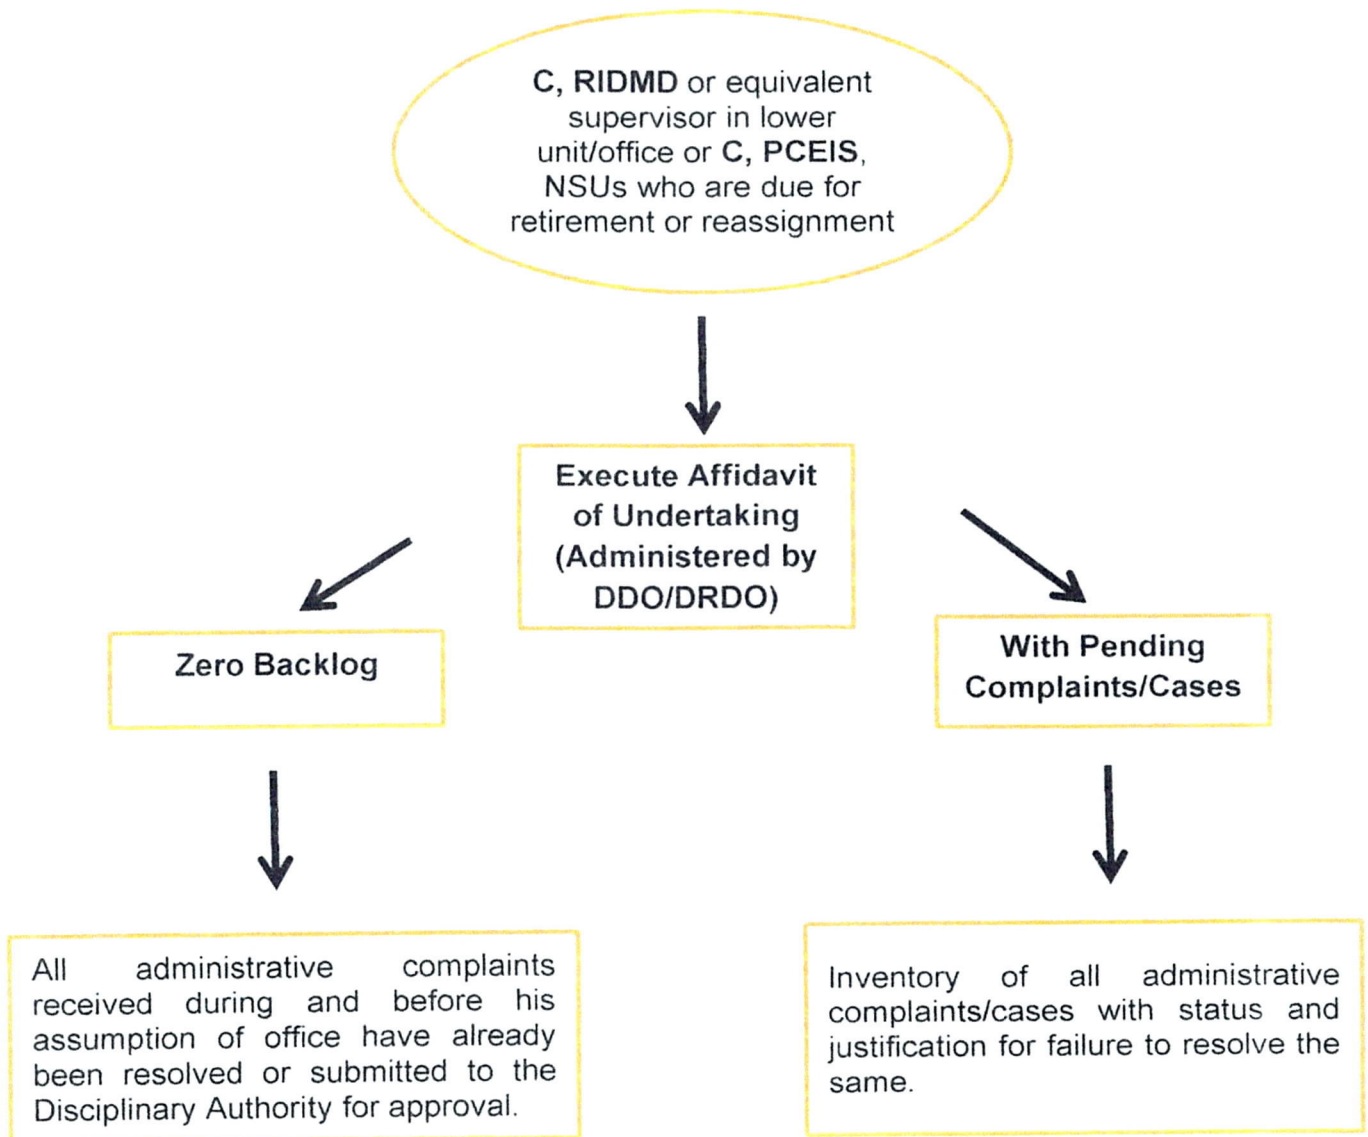 C, RIDMD or equivalent
supervisor in lower
unit/office or C, PCEIS,
NSUs who are due for
retirement or reassignment
Execute Affidavit
of Undertaking
(Administered by
DDO/DRDO)
Zero Backlog
With Pending
Complaints/Cases
All administrative complaints
received during and before his
assumption of office have already
been resolved or submitted to the
Disciplinary Authority for approval.
Inventory of all administrative
complaints/cases with status and
justification for failure to resolve the
same.